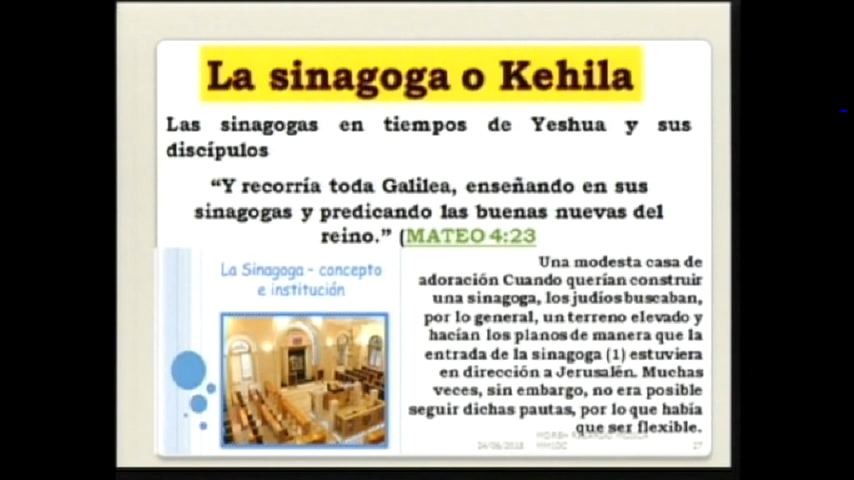 La sinagoga o Kehila
Las sinagogas en tiempos de Yeshua y sus
discípulos
“Y recorría toda Galilea, enseñando en sus
sinagogas y predicando las buenas nuevas del
reino.” (MATEO 4:23
La Sinagoga – concepto
e institución
Una modesta casa de
adoración Cuando querían construir
una sinagoga, los judíos buscaban,
por lo general, un terreno elevado y
hacían los planos de manera que la
entrada de la sinagoga (1) estuviera
en dirección a Jerusalén. Muchas
veces, sin embargo, no era posible
seguir dichas pautas, por lo que había
que ser flexible.
27